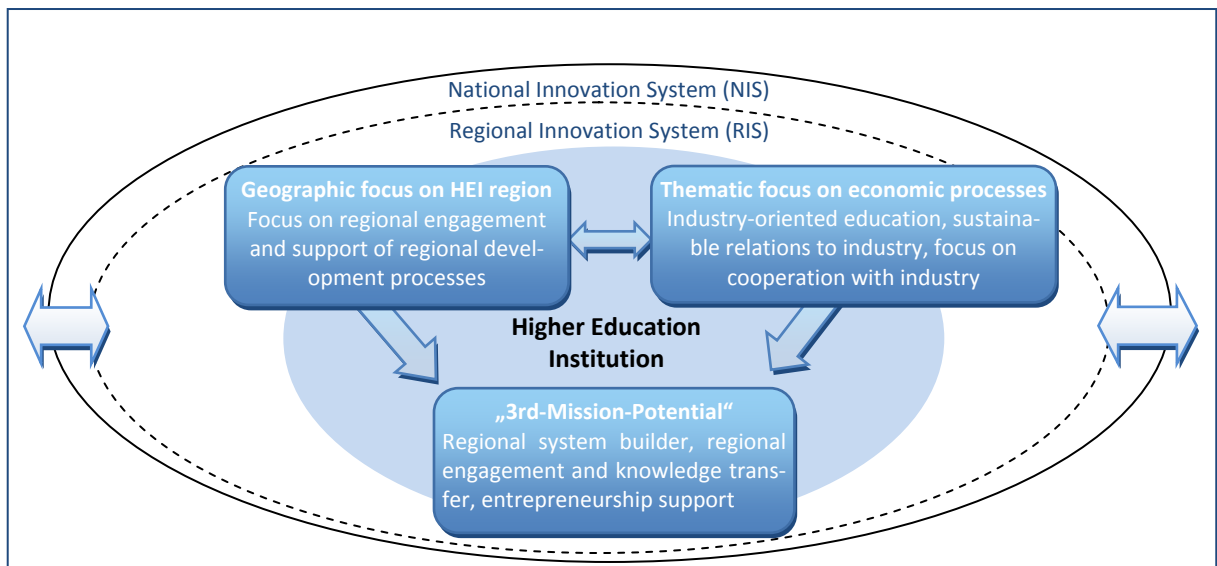 National Innovation System (NIS)
Regional Innovation System (RIS)
Geographic focus on HEI region
Focus on regional engagement
and support of regional devel-
opment processes
Thematic focus on economic processes
Industry-oriented education, sustaina-
ble relations to industry, focus on
cooperation with industry
Higher Education
Institution
„3rd-Mission-Potential“
Regional system builder, regional
engagement and knowledge trans-
fer, entrepreneurship support